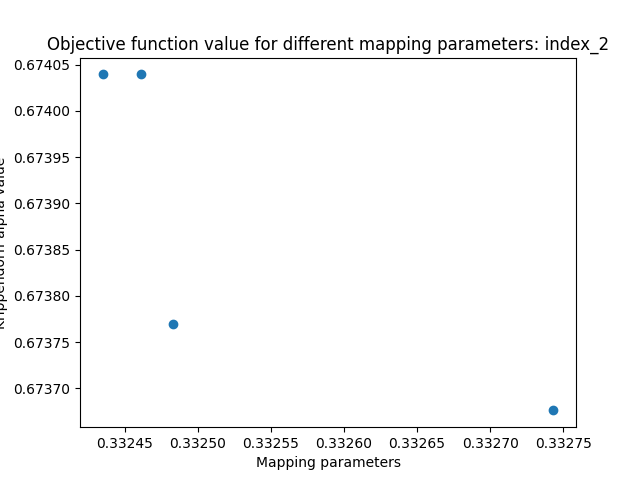 Objective function value for different mapping parameters: index_2
0.67405
0.67400
0.67395
0.67390
0.67385
0.67380
0.67375
0.67370
Krippendorff alpha value
0.33245 0.33250 0.33255 0.33260 0.33265 0.33270 0.33275
Mapping parameters